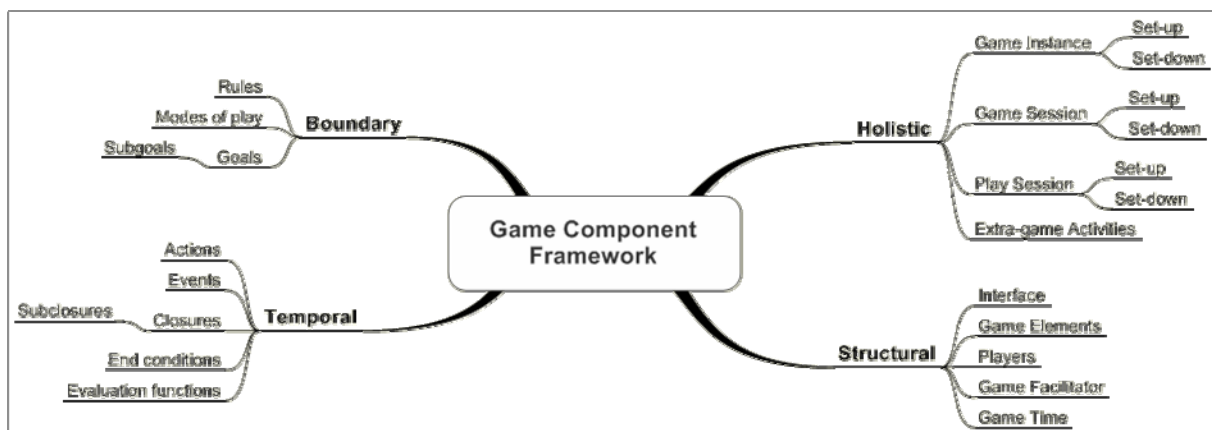 Game Component
Framework
Boundary
Rules
Modes of play
Goals
Subgoals
Temporal
Actions
Events
Closures
Subclosures
End conditions
Evaluation functions
Holistic
Game Instance
Set-up
Set-down
Game Session
Set-up
Set-down
Play Session
Set-up
Set-down
Extra-game Activities
Structural
Interface
Game Elements
Players
Game Facilitator
Game Time